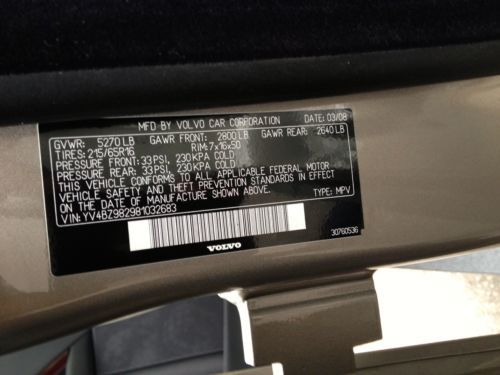 MFD BY VOLVO CAR CORPORATION DATE: 03/08
GVWR: 5270 LB GAWR FRONT: 2800 LB GAWR REAR: 2640 LB
TIRES: 215/65R16 RIM: 7x16x50
PRESSURE FRONT: 33 PSI, 230 KPA COLD
PRESSURE REAR: 33 PSI, 230 KPA COLD
THIS VEHICLE CONFORMS TO ALL APPLICABLE FEDERAL MOTOR
VEHICLE SAFETY AND THEFT PREVENTION STANDARDS IN EFFECT
ON THE DATE OF MANUFACTURE SHOWN ABOVE.
VIN: YV4BZ982981032683 TYPE: MPV
VOLVO 30760536